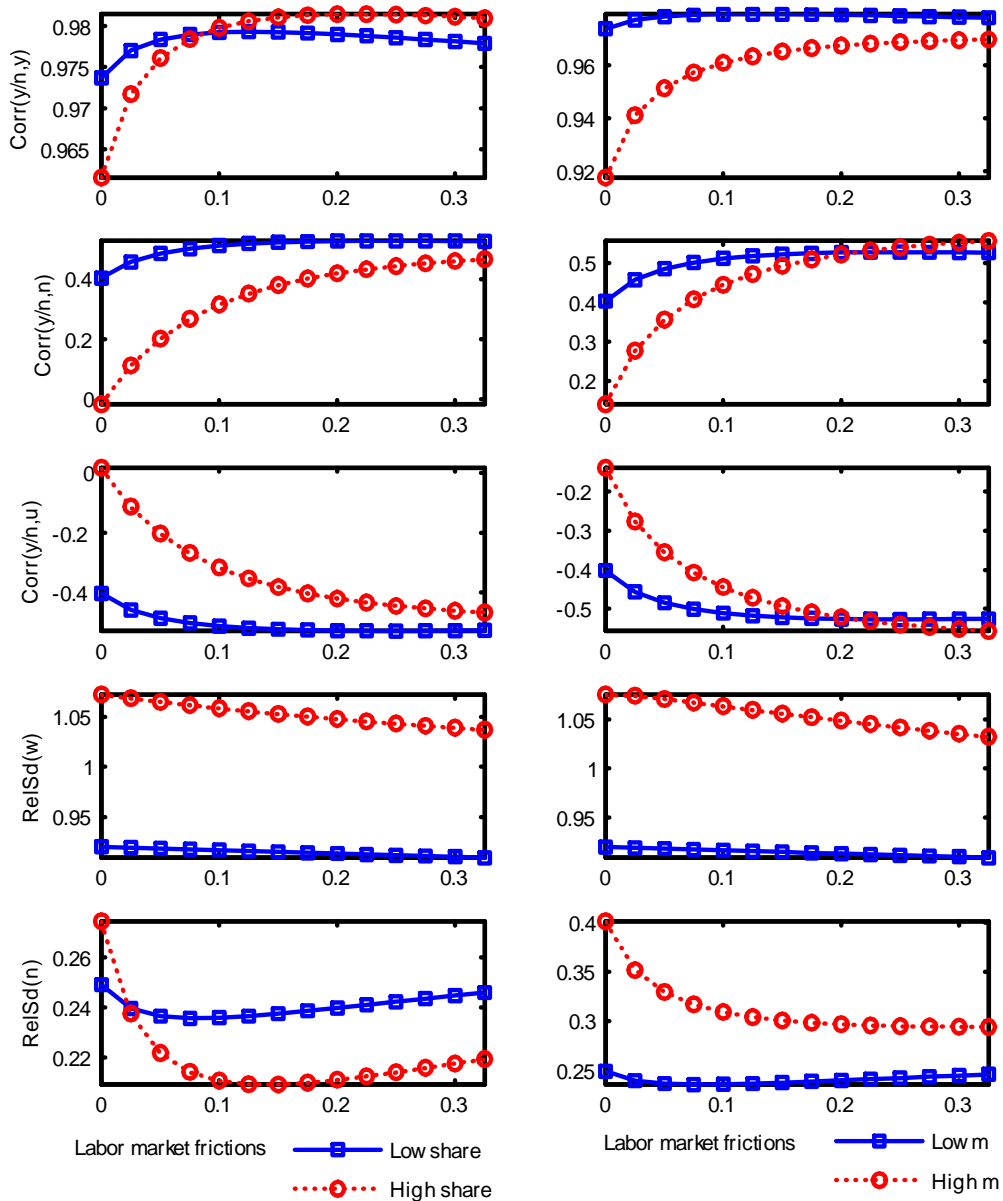 Corr(y/n,y)
0.98
0.975
0.97
0.965
0 0.1 0.2 0.3
0.96
0.94
0.92
0 0.1 0.2 0.3
Corr(y/n,n)
0.4
0.2
0
0 0.1 0.2 0.3
0.5
0.4
0.3
0.2
0 0.1 0.2 0.3
Corr(y/n,u)
0
-0.2
-0.4
0 0.1 0.2 0.3
-0.2
-0.3
-0.4
-0.5
0 0.1 0.2 0.3
RelSd(w)
1.05
1
0.95
0 0.1 0.2 0.3
1.05
1
0.95
0 0.1 0.2 0.3
RelSd(n)
0.26
0.24
0.22
0 0.1 0.2 0.3
0.4
0.35
0.3
0.25
0 0.1 0.2 0.3
Labor market frictions
Low share
High share
Labor market frictions
Low m
High m